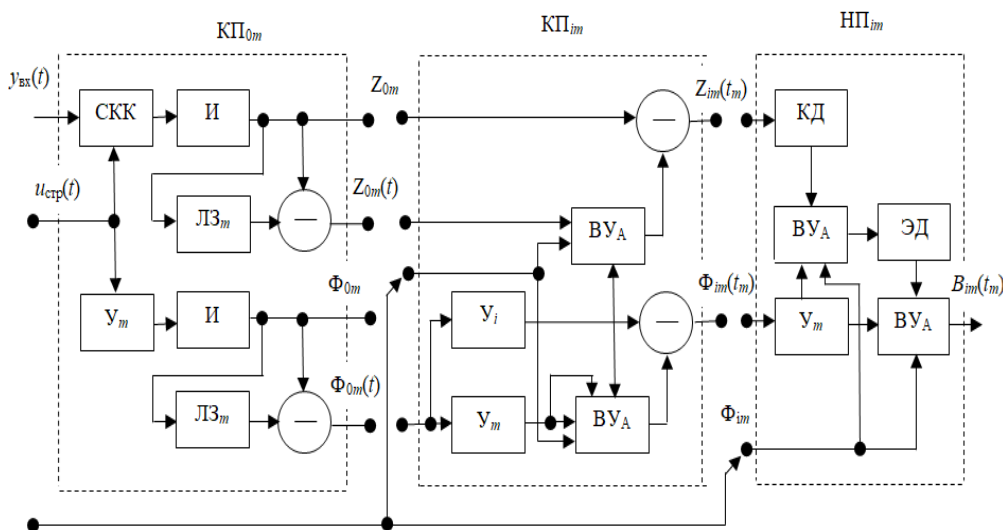 КП0m
КПim
НПim
yвх(t)
СКК
И
Z0m
Zim(tm)
КД
uстр(t)
ЛЗm
Z0m(t)
ВУА
ВУА
ЭД
Уm
И
Ф0m
Уi
Фim(tm)
Уm
ВУА
Bim(tm)
ЛЗm
Ф0m(t)
Уm
ВУА
Фim